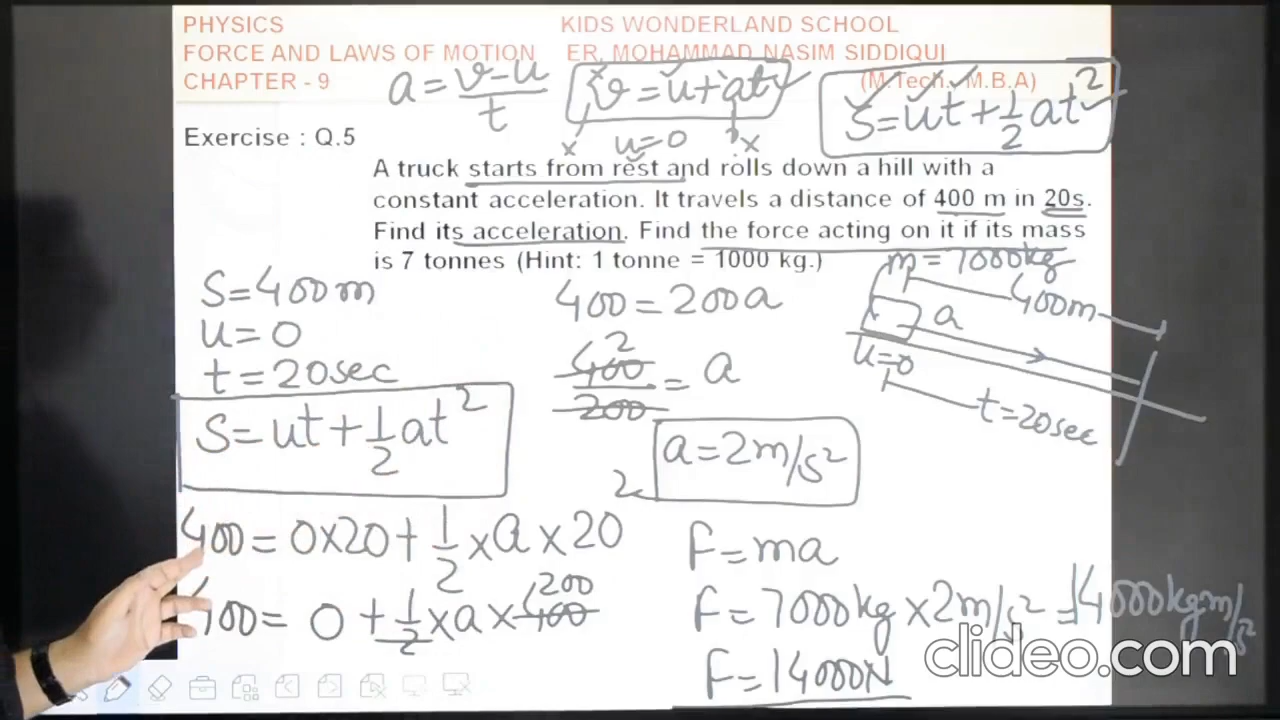 PHYSICS KIDS WONDERLAND SCHOOL
FORCE AND LAWS OF MOTION ER. MOHAMMAD NASIM SIDDIQUI
CHAPTER - 9 (M.Tech., M.B.A)
a = v-u/t
v = u + at
s = ut + 1/2 at²
x u=0 x
Exercise : Q.5
A truck starts from rest and rolls down a hill with a
constant acceleration. It travels a distance of 400 m in 20s.
Find its acceleration. Find the force acting on it if its mass
is 7 tonnes (Hint: 1 tonne = 1000 kg.)
m = 7000kg
400m
a
u=0
t=20sec
S=400m
u=0
t=20sec
S=ut+1/2 at²
400=0×20+1/2×a×20
400= 0 +1/2×a×400
200
400=200a
2
400/200 = a
a=2m/s²
F=ma
F=7000kg×2m/s²=14000kgm/s²
F=14000N
clideo.com